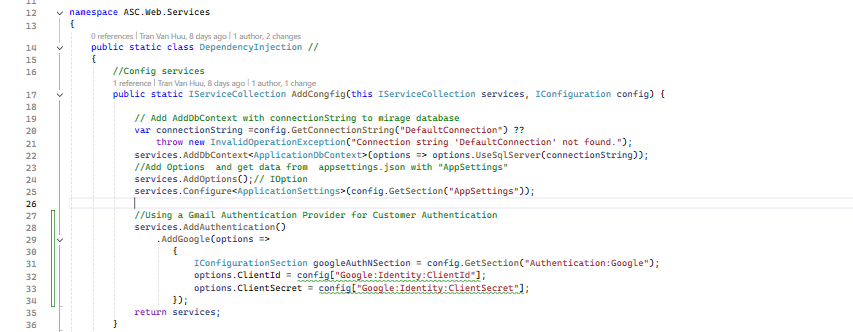 12 namespace ASC.Web.Services
13 {
0 references | Tran Van Huu, 8 days ago | 1 author, 2 changes
14 public static class DependencyInjection //
15 {
16 //Config services
1 reference | Tran Van Huu, 8 days ago | 1 author, 1 change
17 public static IServiceCollection AddCongfig(this IServiceCollection services, IConfiguration config) {
18
19 // Add AddDbContext with connectionString to mirage database
20 var connectionString =config.GetConnectionString("DefaultConnection") ??
21 throw new InvalidOperationException("Connection string 'DefaultConnection' not found.");
22 services.AddDbContext<ApplicationDbContext>(options => options.UseSqlServer(connectionString));
23 //Add Options  and get data from  appsettings.json with "AppSettings"
24 services.AddOptions();// IOption
25 services.Configure<ApplicationSettings>(config.GetSection("AppSettings"));
26
27 //Using a Gmail Authentication Provider for Customer Authentication
28 services.AddAuthentication()
29 .AddGoogle(options =>
30 {
31 IConfigurationSection googleAuthNSection = config.GetSection("Authentication:Google");
32 options.ClientId = config["Google:Identity:ClientId"];
33 options.ClientSecret = config["Google:Identity:ClientSecret"];
34 });
35 return services;
36 }